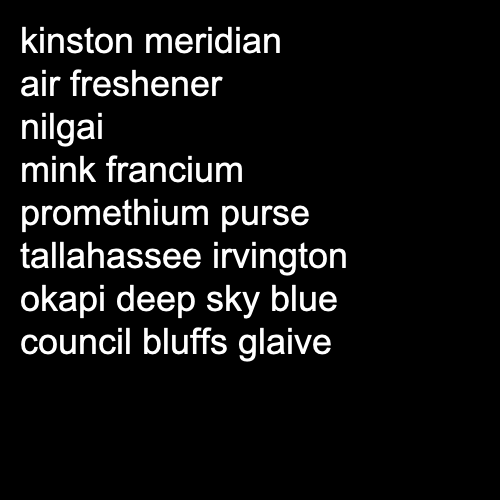 kinston meridian
air freshener
nilgai
mink francium
promethium purse
tallahassee irvington
okapi deep sky blue
council bluffs glaive